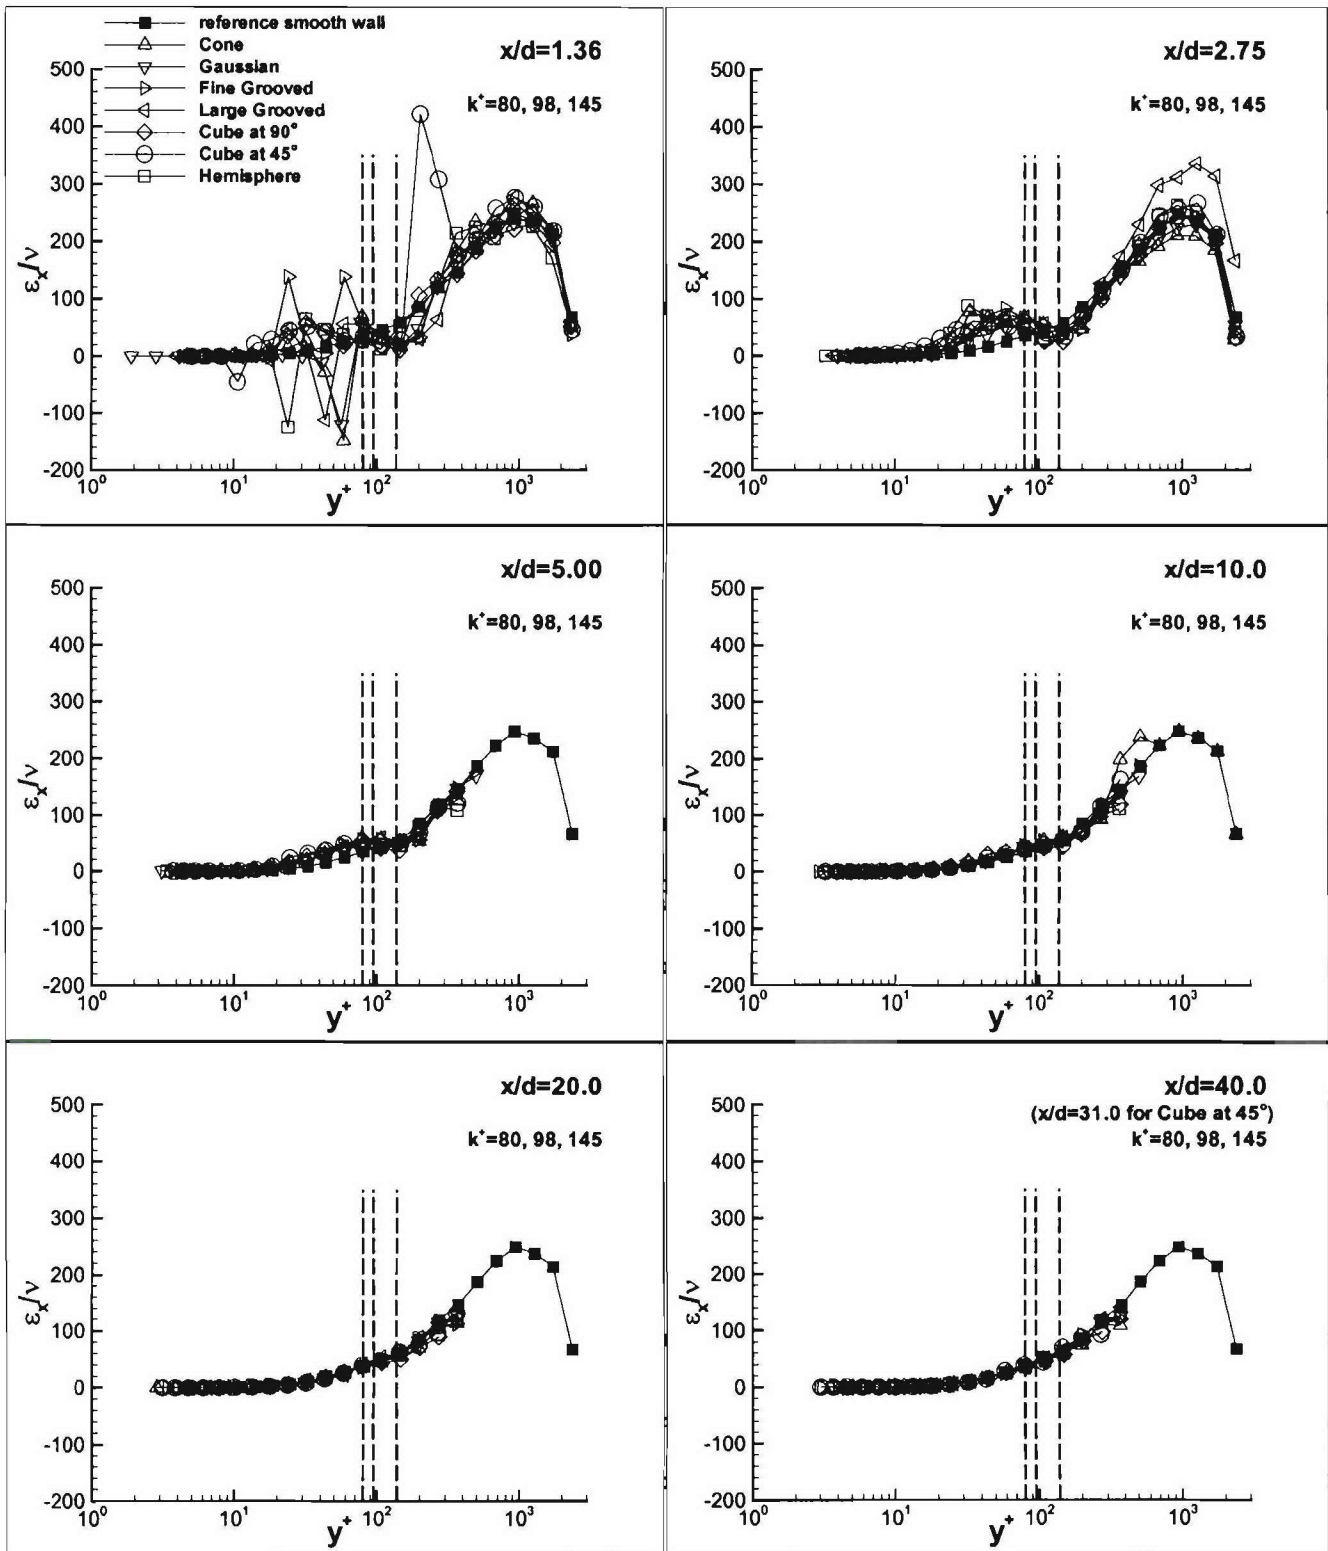 reference smooth wall
Cone
Gaussian
Fine Grooved
Large Grooved
Cube at 90°
Cube at 45°
Hemisphere
x/d=1.36
k⁺=80, 98, 145
500
400
300
200
100
0
-100
-200
εₓ/ν
10⁰ 10¹ 10² 10³
y⁺
x/d=2.75
k⁺=80, 98, 145
500
400
300
200
100
0
-100
-200
εₓ/ν
10⁰ 10¹ 10² 10³
y⁺
x/d=5.00
k⁺=80, 98, 145
500
400
300
200
100
0
-100
-200
εₓ/ν
10⁰ 10¹ 10² 10³
y⁺
x/d=10.0
k⁺=80, 98, 145
500
400
300
200
100
0
-100
-200
εₓ/ν
10⁰ 10¹ 10² 10³
y⁺
x/d=20.0
k⁺=80, 98, 145
500
400
300
200
100
0
-100
-200
εₓ/ν
10⁰ 10¹ 10² 10³
y⁺
x/d=40.0
(x/d=31.0 for Cube at 45°)
k⁺=80, 98, 145
500
400
300
200
100
0
-100
-200
εₓ/ν
10⁰ 10¹ 10² 10³
y⁺